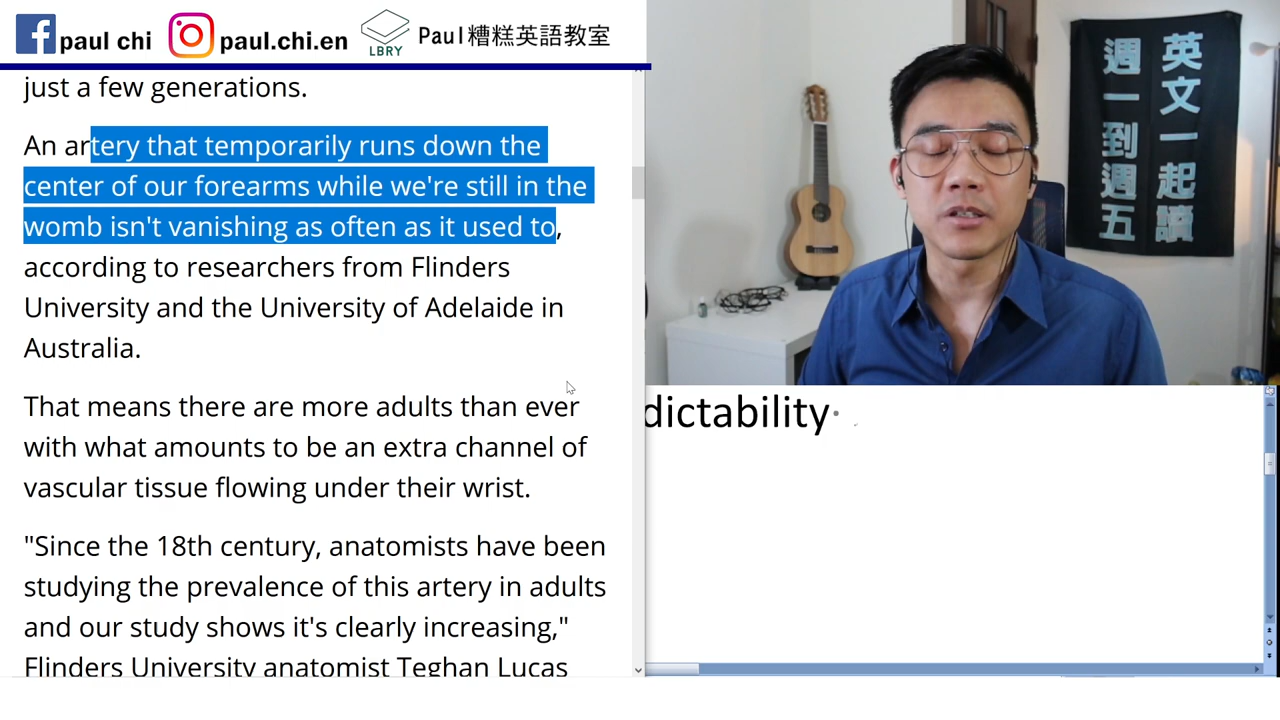 paul chi
paul.chi.en
LBRY
Paul糟糕英語教室
just a few generations.
An artery that temporarily runs down the
center of our forearms while we're still in the
womb isn't vanishing as often as it used to,
according to researchers from Flinders
University and the University of Adelaide in
Australia.
That means there are more adults than ever
with what amounts to be an extra channel of
vascular tissue flowing under their wrist.
"Since the 18th century, anatomists have been
studying the prevalence of this artery in adults
and our study shows it's clearly increasing,"
Flinders University anatomist Teghan Lucas
英文一起讀
週一到週五
dictability